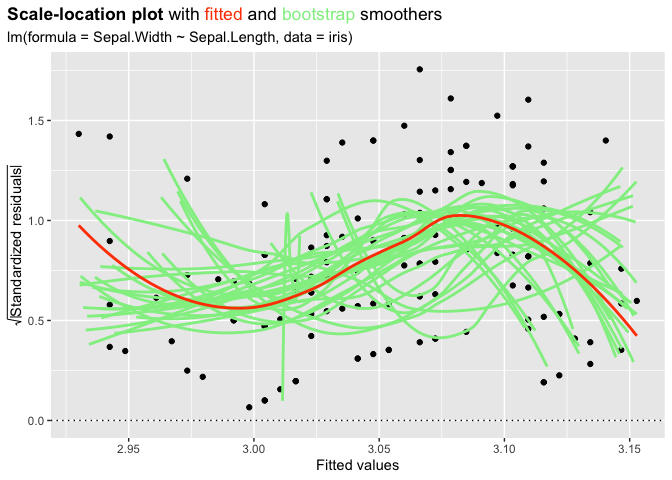 Scale-location plot with fitted and bootstrap smoothers
lm(formula = Sepal.Width ~ Sepal.Length, data = iris)
√|Standardized residuals|
1.5
1.0
0.5
0.0
2.95 3.00 3.05 3.10 3.15
Fitted values